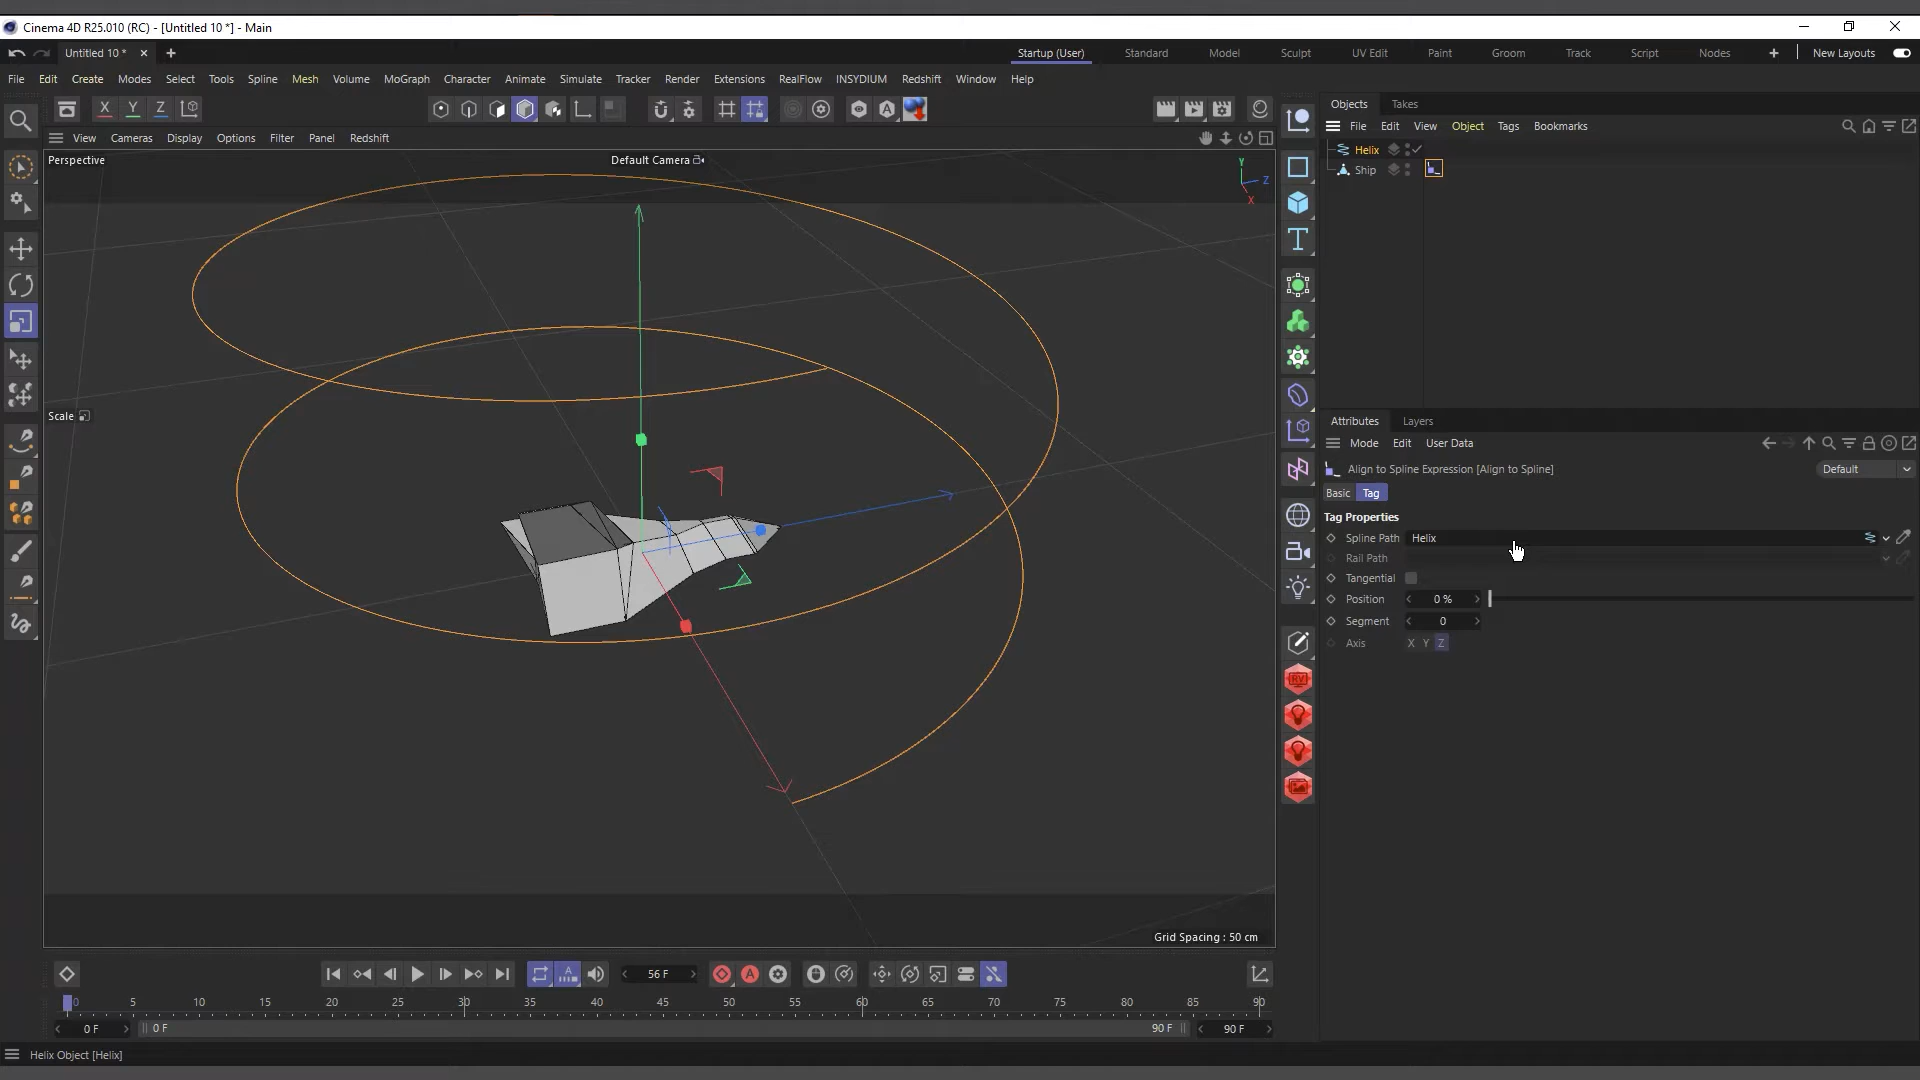 Cinema 4D R25.010 (RC) - [Untitled 10 *] - Main
Untitled 10 *
Startup (User) Standard Model Sculpt UV Edit Paint Groom Track Script Nodes New Layouts
File Edit Create Modes Select Tools Spline Mesh Volume MoGraph Character Animate Simulate Tracker Render Extensions RealFlow INSYDIUM Redshift Window Help
X Y Z
View Cameras Display Options Filter Panel Redshift
Perspective
Default Camera
Y
Z
X
Scale
Grid Spacing : 50 cm
Objects Takes
File Edit View Object Tags Bookmarks
Helix
Ship
Attributes Layers
Mode Edit User Data
Align to Spline Expression [Align to Spline]
Default
Basic Tag
Tag Properties
Spline Path Helix
Rail Path
Tangential
Position 0 %
Segment 0
Axis X Y Z
RV
A
56 F
A
0 5 10 15 20 25 30 35 40 45 50 55 60 65 70 75 80 85 90
0 F 0 F 90 F 90 F
Helix Object [Helix]